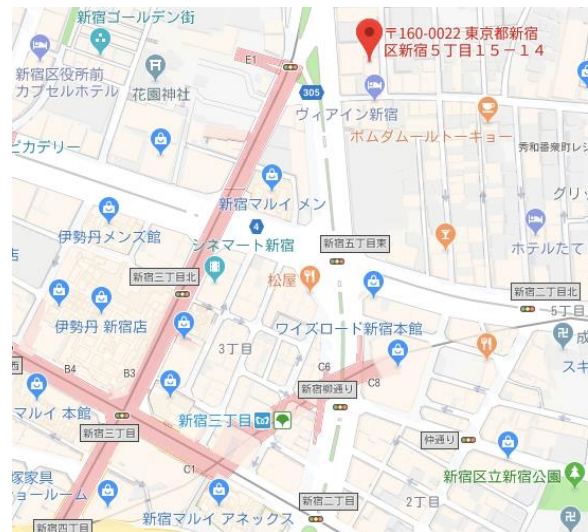 新宿ゴールデン街
〒160-0022 東京都新宿
区新宿5丁目15-14
E1
新宿区役所前
カプセルホテル
花園神社
305
ヴィアイン新宿
ボムダムールトーキョー
ピカデリー
秀和番衆町レジ
グリッ
新宿マルイ メン
伊勢丹メンズ館
4
シネマート新宿
新宿五丁目東
ホテルたて
店
新宿三丁目北
松屋
新宿二丁目北
伊勢丹 新宿店
ワイズロード新宿本館
5丁目
成
スキ
3丁目
西
B4
B3
C6
C8
マルイ 本館
新宿三丁目
新宿三丁目
新宿柳通り
仲通り
C1
塚家具
ョールーム
新宿区立新宿公園
新宿四丁目
新宿マルイ アネックス
新宿二丁目
2丁目